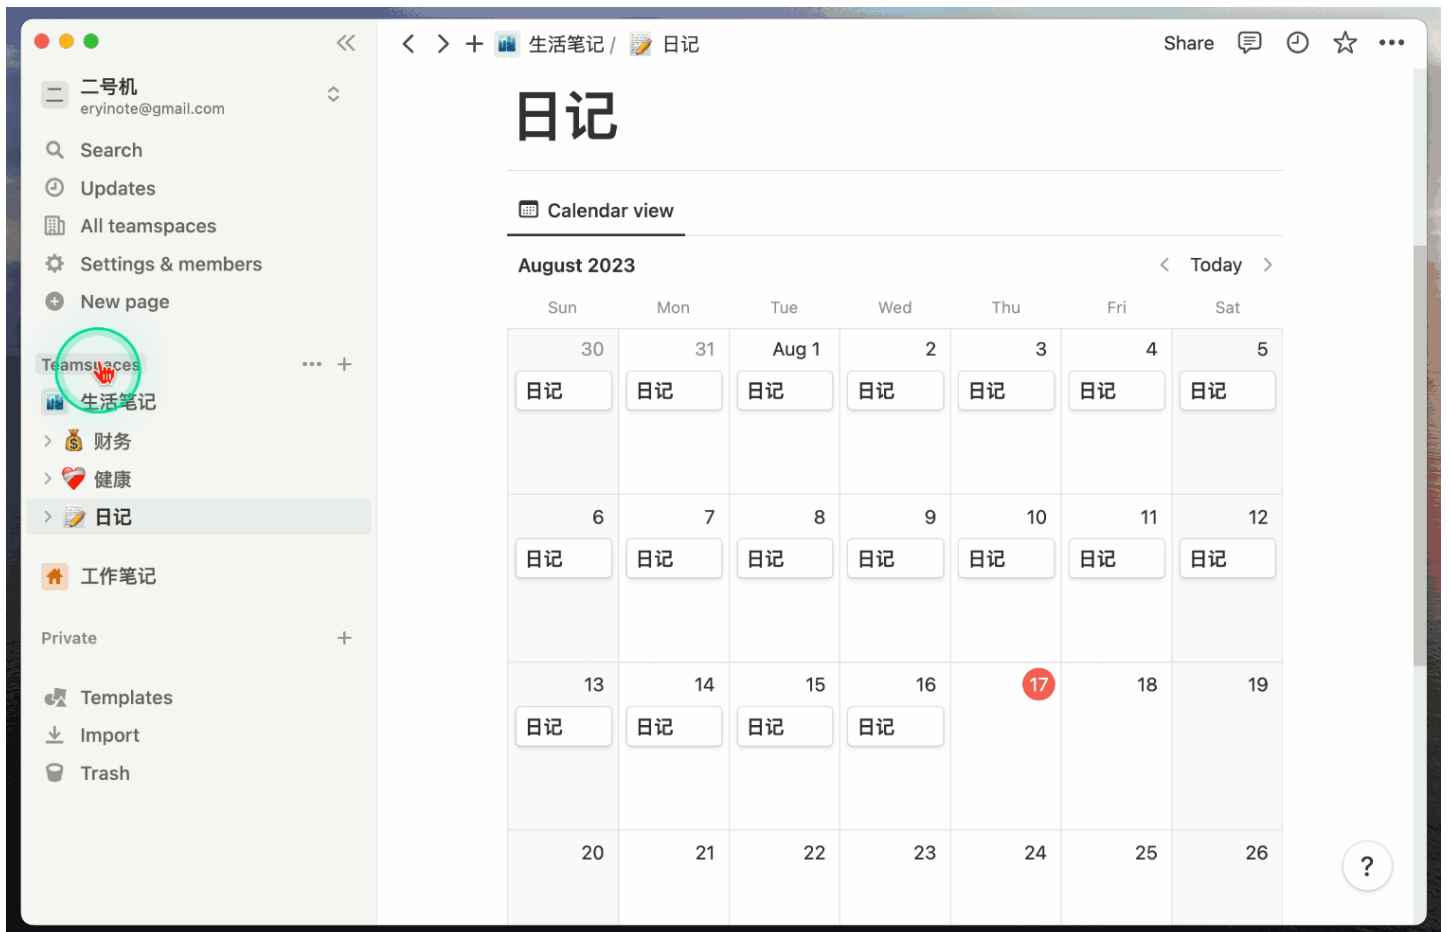 生活笔记 / 日记
Share
二号机
eryinote@gmail.com
Search
Updates
All teamspaces
Settings & members
New page
Teamspaces
生活笔记
财务
健康
日记
工作笔记
Private
Templates
Import
Trash
日记
Calendar view
August 2023
Today
Sun Mon Tue Wed Thu Fri Sat
30 31 Aug 1 2 3 4 5
日记 日记 日记 日记 日记 日记 日记
6 7 8 9 10 11 12
日记 日记 日记 日记 日记 日记 日记
13 14 15 16 17 18 19
日记 日记 日记 日记
20 21 22 23 24 25 26
?